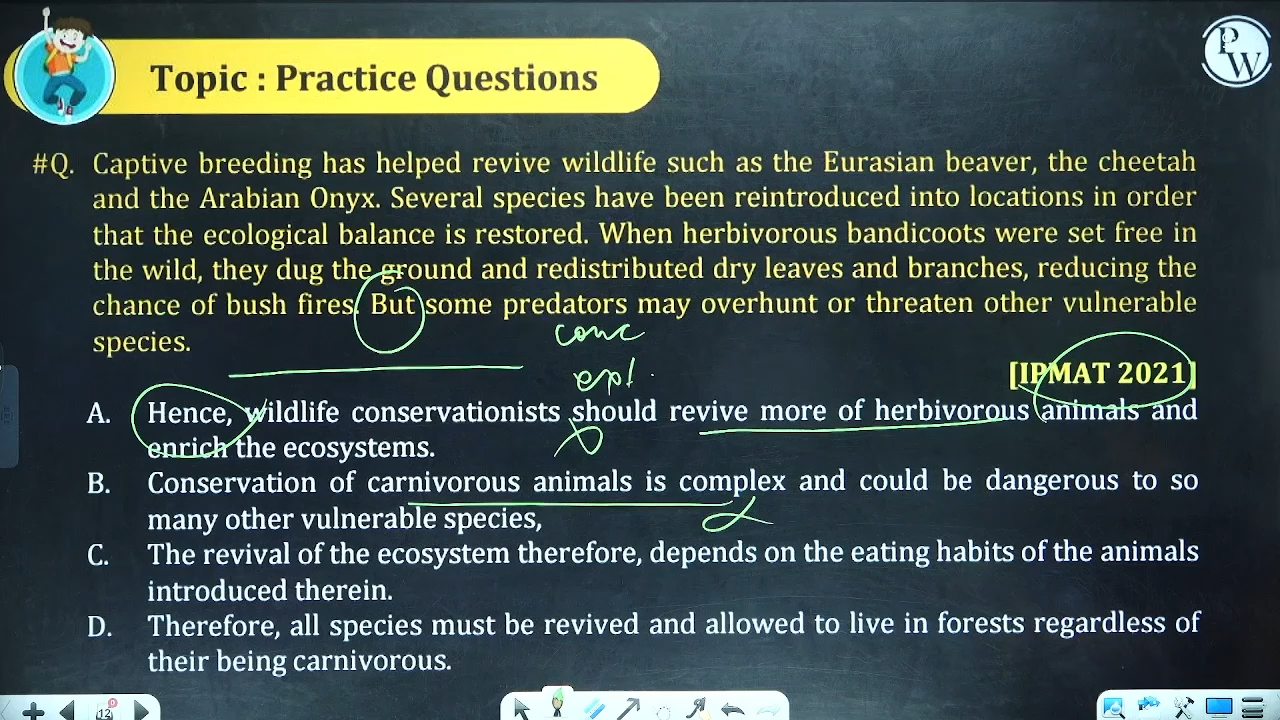 PW
Topic : Practice Questions
#Q. Captive breeding has helped revive wildlife such as the Eurasian beaver, the cheetah
and the Arabian Onyx. Several species have been reintroduced into locations in order
that the ecological balance is restored. When herbivorous bandicoots were set free in
the wild, they dug the ground and redistributed dry leaves and branches, reducing the
chance of bush fires. But some predators may overhunt or threaten other vulnerable
species.
conc
expl.
[IPMAT 2021]
A. Hence, wildlife conservationists should revive more of herbivorous animals and
enrich the ecosystems.
B. Conservation of carnivorous animals is complex and could be dangerous to so
many other vulnerable species,
C. The revival of the ecosystem therefore, depends on the eating habits of the animals
introduced therein.
D. Therefore, all species must be revived and allowed to live in forests regardless of
their being carnivorous.
12